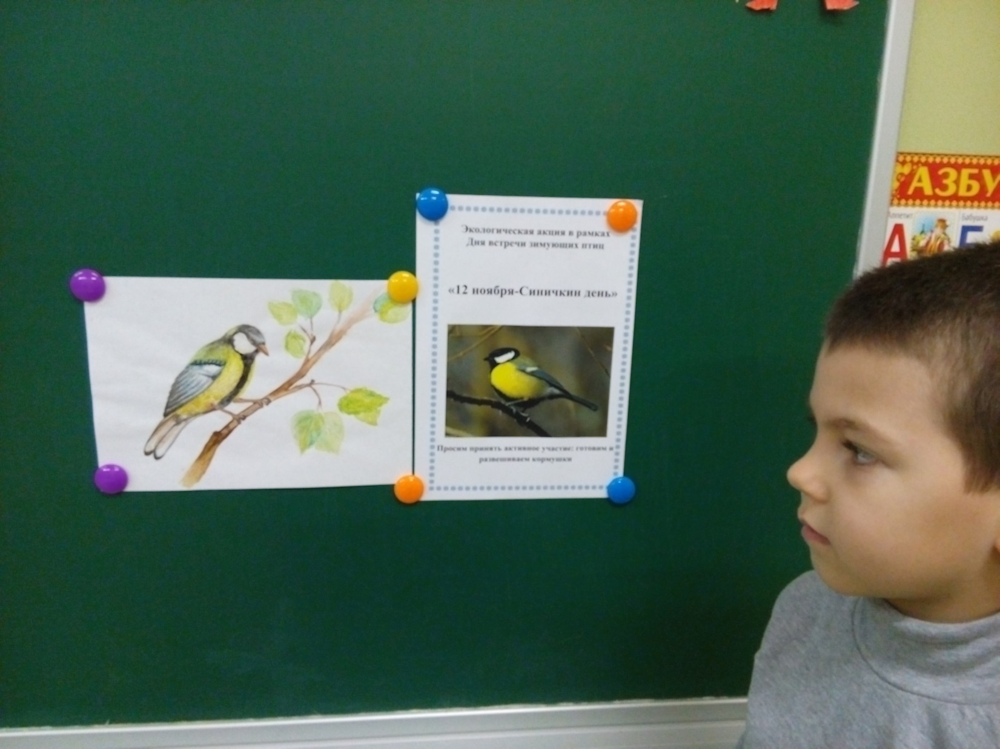 Экологическая акция в рамках
Дня встречи зимующих птиц
«12 ноября-Синичкин день»
Просим принять активное участие: готовим и
развешиваем кормушки
АЗБУ
Бабушка
А
Б